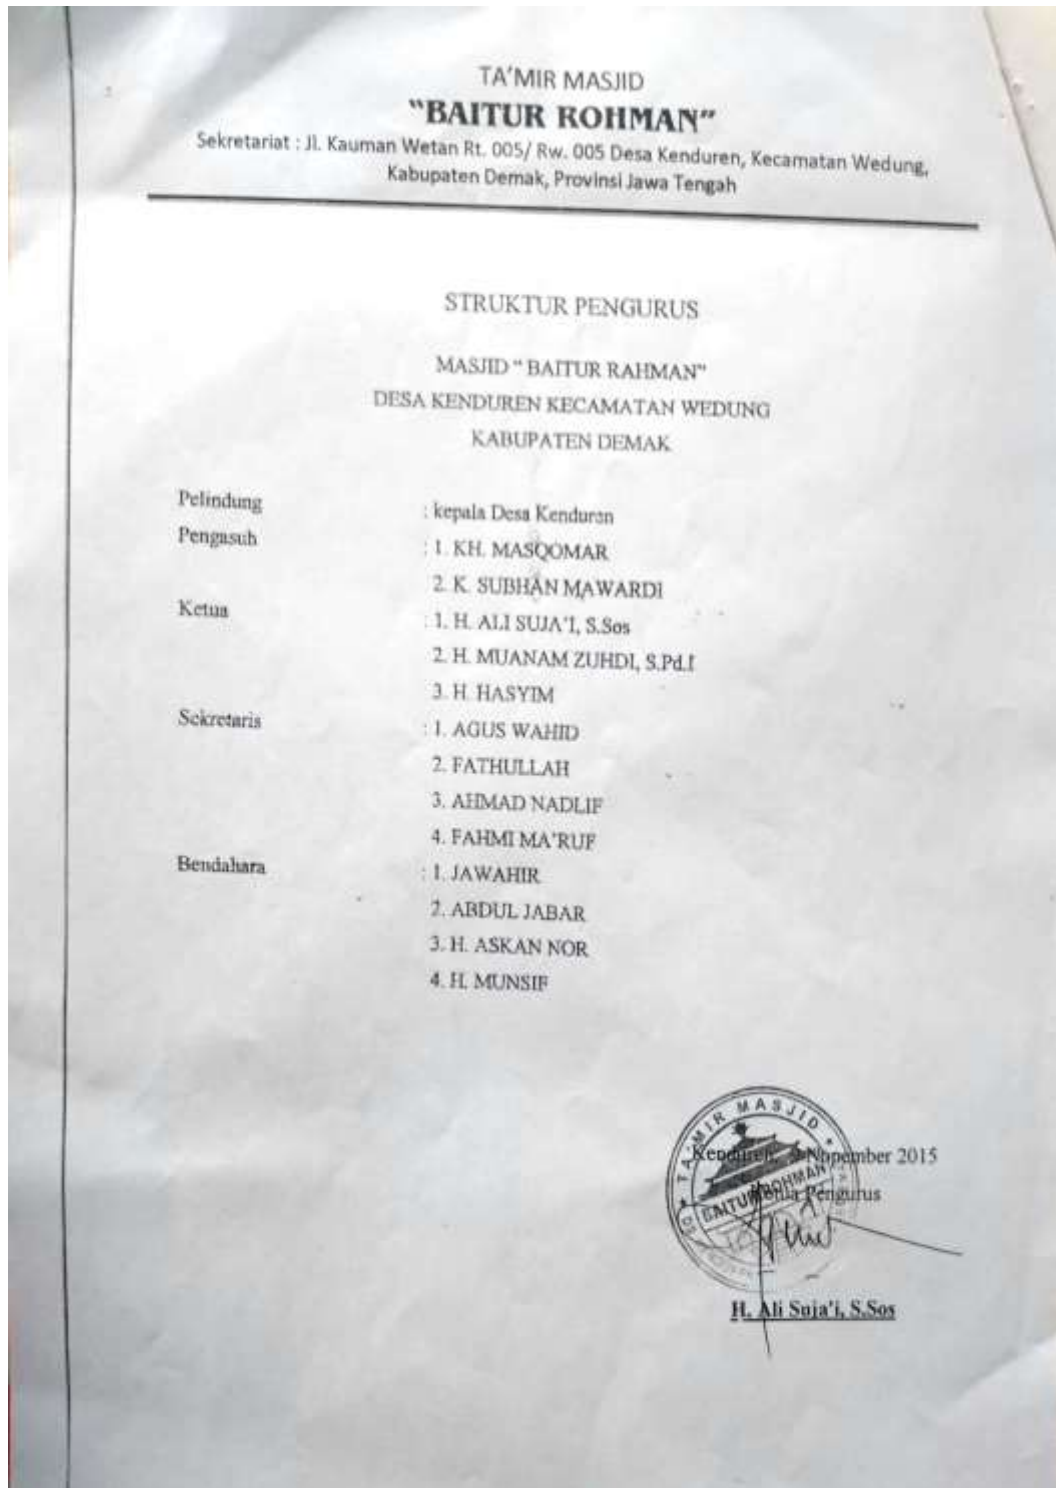 TA'MIR MASJID
"BAITUR ROHMAN"
Sekretariat : Jl. Kauman Wetan Rt. 005/ Rw. 005 Desa Kenduren, Kecamatan Wedung,
Kabupaten Demak, Provinsi Jawa Tengah
STRUKTUR PENGURUS
MASJID " BAITUR RAHMAN"
DESA KENDUREN KECAMATAN WEDUNG
KABUPATEN DEMAK
Pelindung : kepala Desa Kenduren
Pengasuh : 1. KH. MASQOMAR
2. K. SUBHAN MAWARDI
Ketua : 1. H. ALI SUJA'I, S.Sos
2. H. MUANAM ZUHDI, S.Pd.I
3. H. HASYIM
Sekretaris : 1. AGUS WAHID
2. FATHULLAH
3. AHMAD NADLIF
4. FAHMI MA'RUF
Bendahara : 1. JAWAHIR
2. ABDUL JABAR
3. H. ASKAN NOR
4. H. MUNSIF
TA'MIR MASJID
Kenduren, Nopember 2015
BAITUR ROHMAN
Pengurus
H. Ali Suja'i, S.Sos